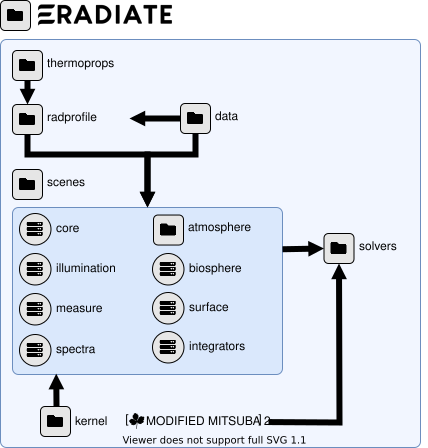 ERADIATE
thermoprops
radprofile
data
scenes
core
atmosphere
illumination
biosphere
solvers
measure
surface
spectra
integrators
kernel
[MODIFIED MITSUBA] 2
Viewer does not support full SVG 1.1